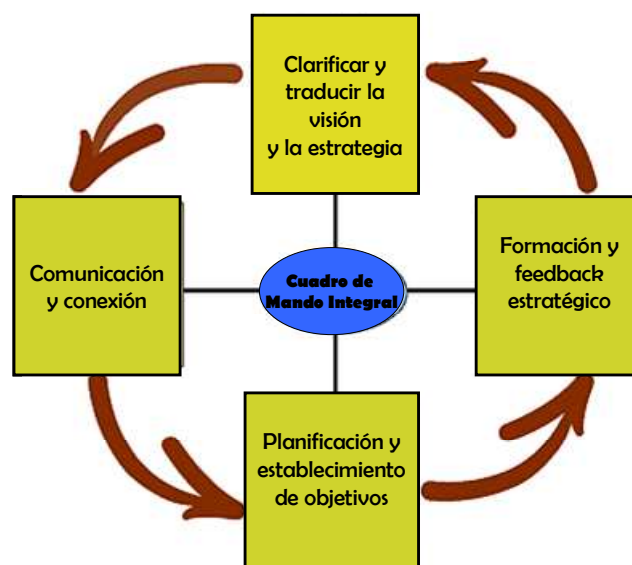 Clarificar y
traducir la
visión
y la estrategia
Comunicación
y conexión
Cuadro de
Mando Integral
Formación y
feedback
estratégico
Planificación y
establecimiento
de objetivos